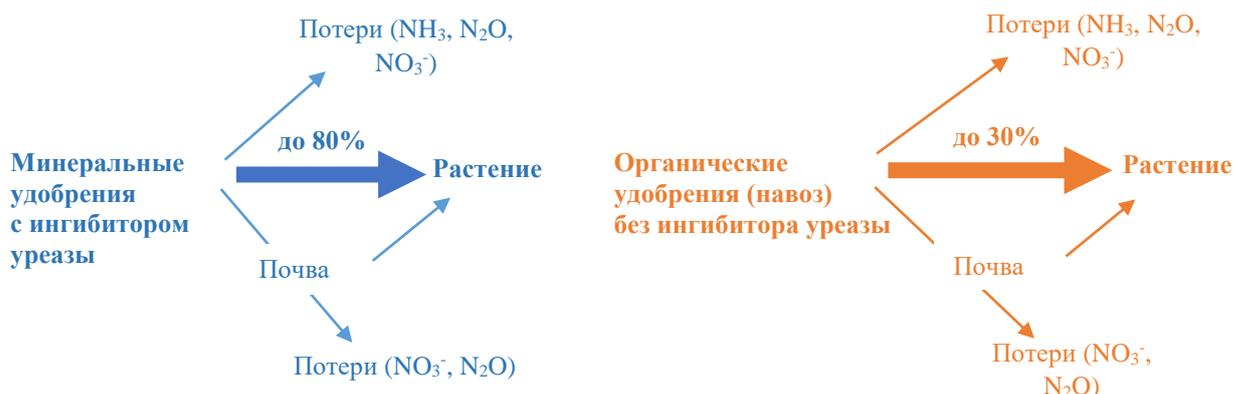 Потери (NH₃, N₂O,
NO₃⁻)
до 80%
Минеральные
удобрения
с ингибитором
уреазы
Растение
Почва
Потери (NO₃⁻, N₂O)
Потери (NH₃, N₂O,
NO₃⁻)
до 30%
Органические
удобрения (навоз)
без ингибитора уреазы
Растение
Почва
Потери (NO₃⁻,
N₂O)